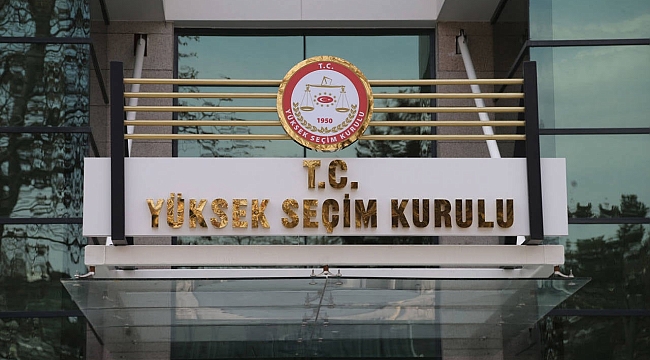 T.C.
1950
YÜKSEK SEÇİM KURULU
T.C.
YÜKSEK SEÇİM KURULU